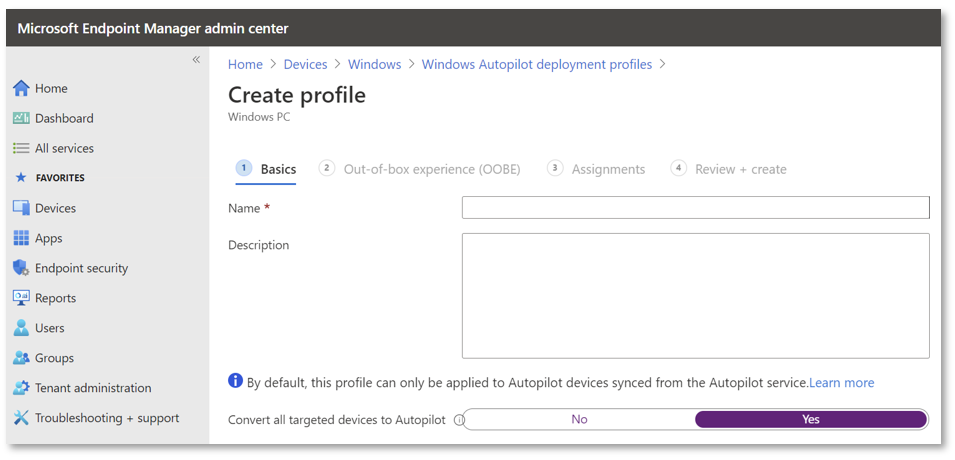 Microsoft Endpoint Manager admin center
«
Home
Dashboard
All services
FAVORITES
Devices
Apps
Endpoint security
Reports
Users
Groups
Tenant administration
Troubleshooting + support
Home > Devices > Windows > Windows Autopilot deployment profiles >
Create profile
Windows PC
1 Basics 2 Out-of-box experience (OOBE) 3 Assignments 4 Review + create
Name *
Description
By default, this profile can only be applied to Autopilot devices synced from the Autopilot service.Learn more
Convert all targeted devices to Autopilot No Yes